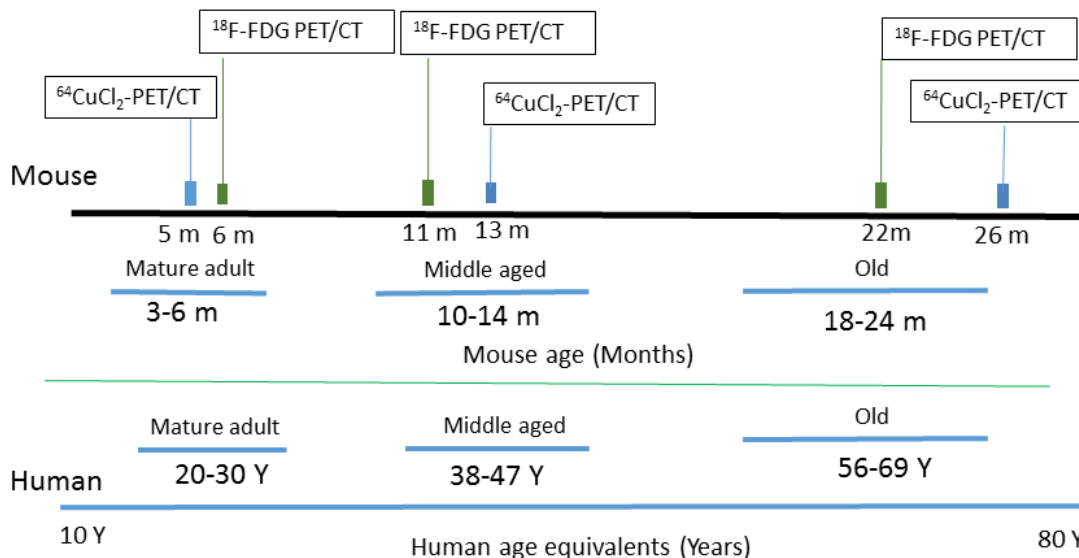 ¹⁸F-FDG PET/CT
¹⁸F-FDG PET/CT
¹⁸F-FDG PET/CT
⁶⁴CuCl₂-PET/CT
⁶⁴CuCl₂-PET/CT
⁶⁴CuCl₂-PET/CT
Mouse
5 m 6 m 11 m 13 m 22m 26 m
Mature adult Middle aged Old
3-6 m 10-14 m 18-24 m
Mouse age (Months)
Mature adult Middle aged Old
20-30 Y 38-47 Y 56-69 Y
Human
10 Y 80 Y
Human age equivalents (Years)